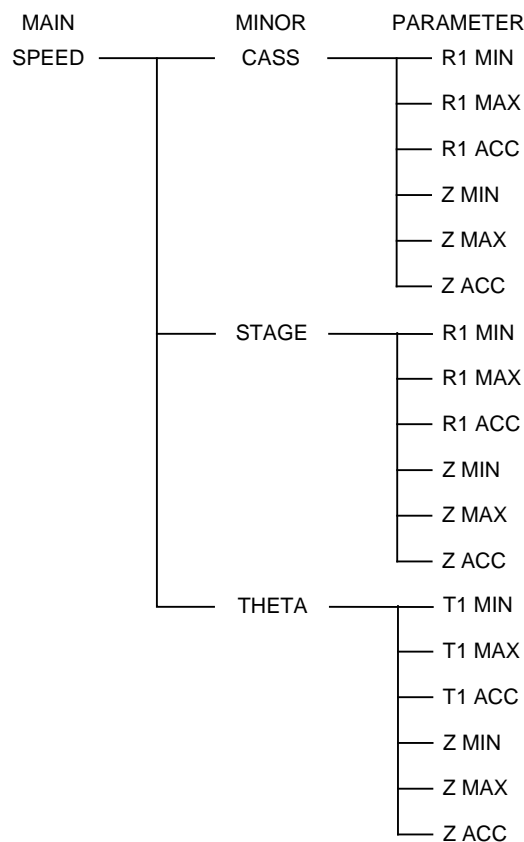 MAIN MINOR PARAMETER
SPEED CASS R1 MIN
R1 MAX
R1 ACC
Z MIN
Z MAX
Z ACC
STAGE R1 MIN
R1 MAX
R1 ACC
Z MIN
Z MAX
Z ACC
THETA T1 MIN
T1 MAX
T1 ACC
Z MIN
Z MAX
Z ACC